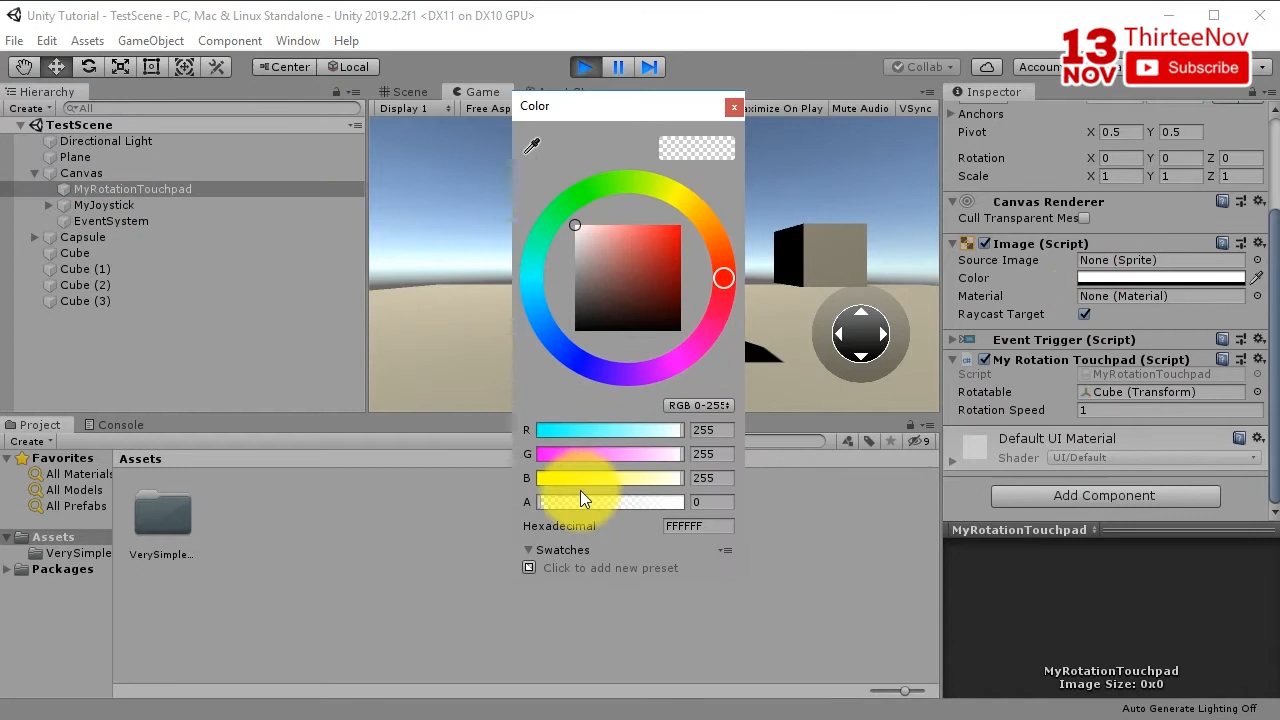 Unity Tutorial - TestScene - PC, Mac & Linux Standalone - Unity 2019.2.2f1 <DX11 on DX10 GPU>
File Edit Assets GameObject Component Window Help
13 NOV ThirteeNov
Subscribe
Center Local Collab
Hierarchy
Create All
TestScene
Directional Light
Plane
Canvas
MyRotationTouchpad
MyJoystick
EventSystem
Capsule
Cube
Cube (1)
Cube (2)
Cube (3)
Game
Display 1
Mute Audio VSync
Color
RGB 0-255
R 255
G 255
B 255
A 0
Hexadecimal FFFFFF
Swatches
Click to add new preset
Inspector
Anchors
Pivot X 0.5 Y 0.5
Rotation X 0 Y 0 Z 0
Scale X 1 Y 1 Z 1
Canvas Renderer
Cull Transparent Mes
Image (Script)
Source Image None (Sprite)
Color
Material None (Material)
Raycast Target
Event Trigger (Script)
My Rotation Touchpad (Script)
Script MyRotationTouchpad
Rotatable Cube (Transform)
Rotation Speed 1
Default UI Material
Shader UI/Default
Add Component
MyRotationTouchpad
MyRotationTouchpad
Image Size: 0x0
Project Console
Create
9
Favorites
All Materials
All Models
All Prefabs
Assets
VerySimple
Packages
Assets
VerySimple...
Auto Generate Lighting Off